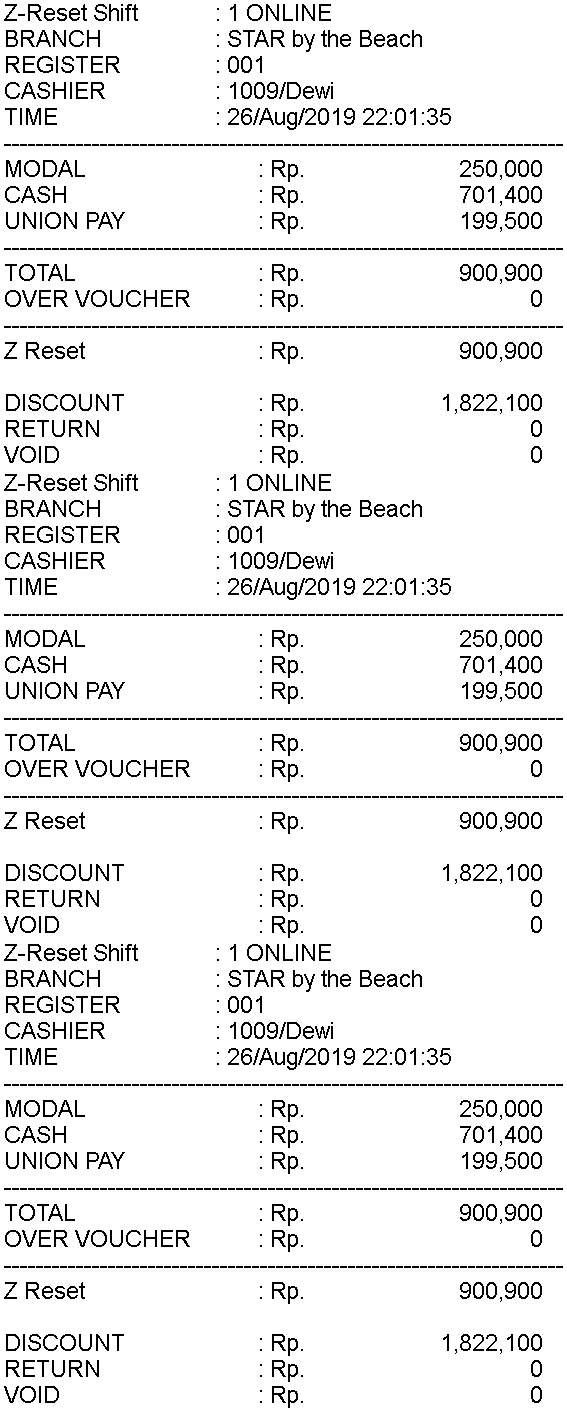 Z-Reset Shift : 1 ONLINE
BRANCH : STAR by the Beach
REGISTER : 001
CASHIER : 1009/Dewi
TIME : 26/Aug/2019 22:01:35
----------------------------------------------------------------------
MODAL : Rp. 250,000
CASH : Rp. 701,400
UNION PAY : Rp. 199,500
----------------------------------------------------------------------
TOTAL : Rp. 900,900
OVER VOUCHER : Rp. 0
----------------------------------------------------------------------
Z Reset : Rp. 900,900
DISCOUNT : Rp. 1,822,100
RETURN : Rp. 0
VOID : Rp. 0
Z-Reset Shift : 1 ONLINE
BRANCH : STAR by the Beach
REGISTER : 001
CASHIER : 1009/Dewi
TIME : 26/Aug/2019 22:01:35
----------------------------------------------------------------------
MODAL : Rp. 250,000
CASH : Rp. 701,400
UNION PAY : Rp. 199,500
----------------------------------------------------------------------
TOTAL : Rp. 900,900
OVER VOUCHER : Rp. 0
----------------------------------------------------------------------
Z Reset : Rp. 900,900
DISCOUNT : Rp. 1,822,100
RETURN : Rp. 0
VOID : Rp. 0
Z-Reset Shift : 1 ONLINE
BRANCH : STAR by the Beach
REGISTER : 001
CASHIER : 1009/Dewi
TIME : 26/Aug/2019 22:01:35
----------------------------------------------------------------------
MODAL : Rp. 250,000
CASH : Rp. 701,400
UNION PAY : Rp. 199,500
----------------------------------------------------------------------
TOTAL : Rp. 900,900
OVER VOUCHER : Rp. 0
----------------------------------------------------------------------
Z Reset : Rp. 900,900
DISCOUNT : Rp. 1,822,100
RETURN : Rp. 0
VOID : Rp. 0